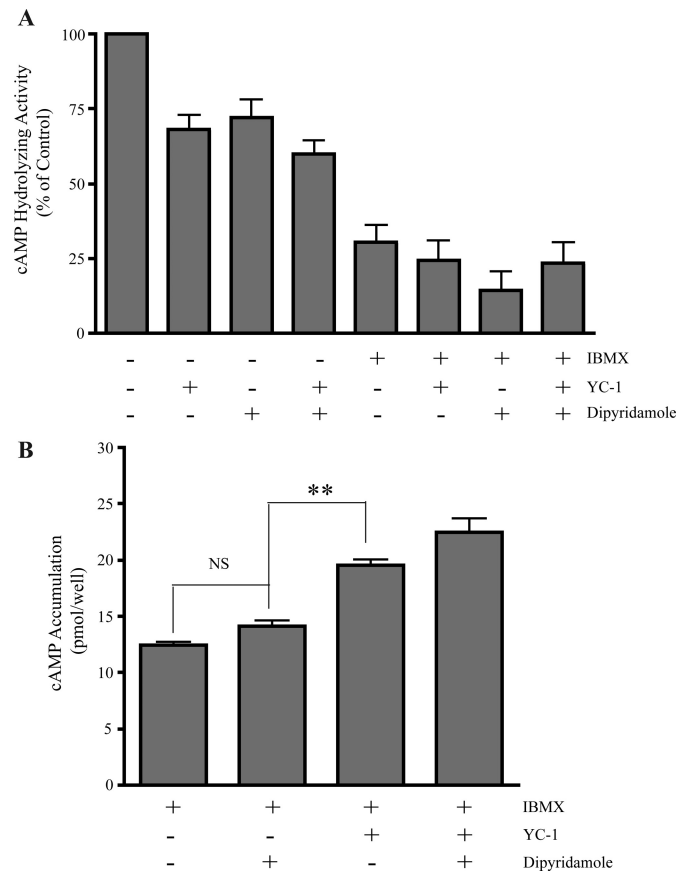 A
cAMP Hydrolyzing Activity
(% of Control)
100
75
50
25
0
- - - - + + + + IBMX
- + - + - + - + YC-1
- - + + - - + + Dipyridamole
B
cAMP Accumulation
(pmol/well)
30
25
20
15
10
5
0
NS
**
+ + + + IBMX
- - + + YC-1
- + - + Dipyridamole